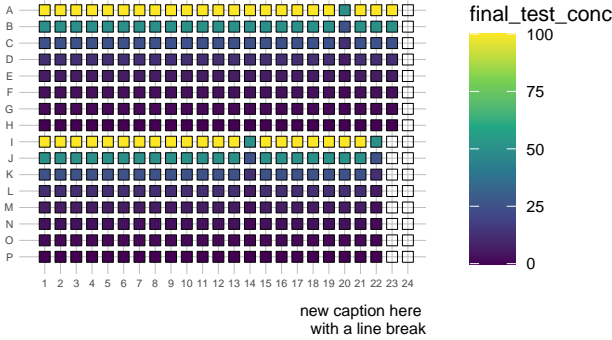 final_test_conc
A
B
C
D
E
F
G
H
I
J
K
L
M
N
O
P
100
75
50
25
0
1 2 3 4 5 6 7 8 9 10 11 12 13 14 15 16 17 18 19 20 21 22 23 24
new caption here
with a line break